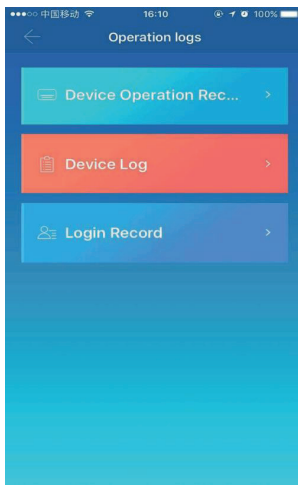 中国移动 16:10 100%
Operation logs
Device Operation Rec...
Device Log
Login Record